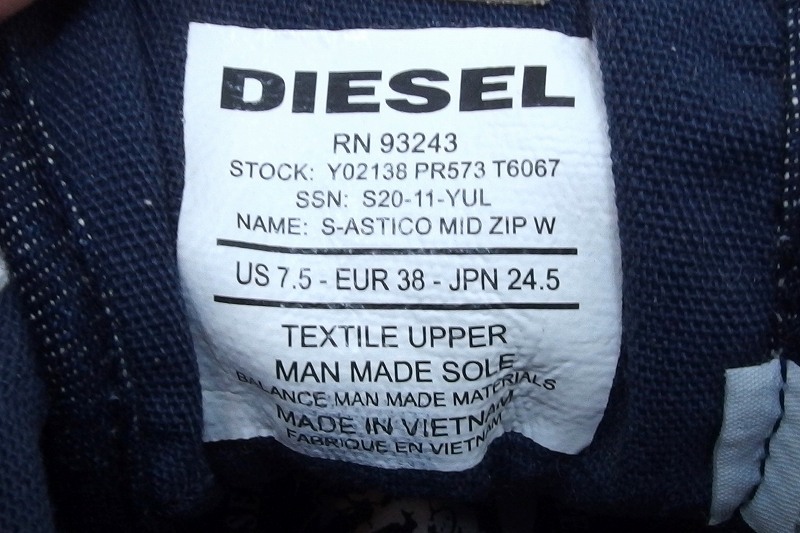 DIESEL
RN 93243
STOCK: Y02138 PR573 T6067
SSN: S20-11-YUL
NAME: S-ASTICO MID ZIP W
US 7.5 - EUR 38 - JPN 24.5
TEXTILE UPPER
MAN MADE SOLE
BALANCE MAN MADE MATERIALS
MADE IN VIETNAM
FABRIQUE EN VIETNAM